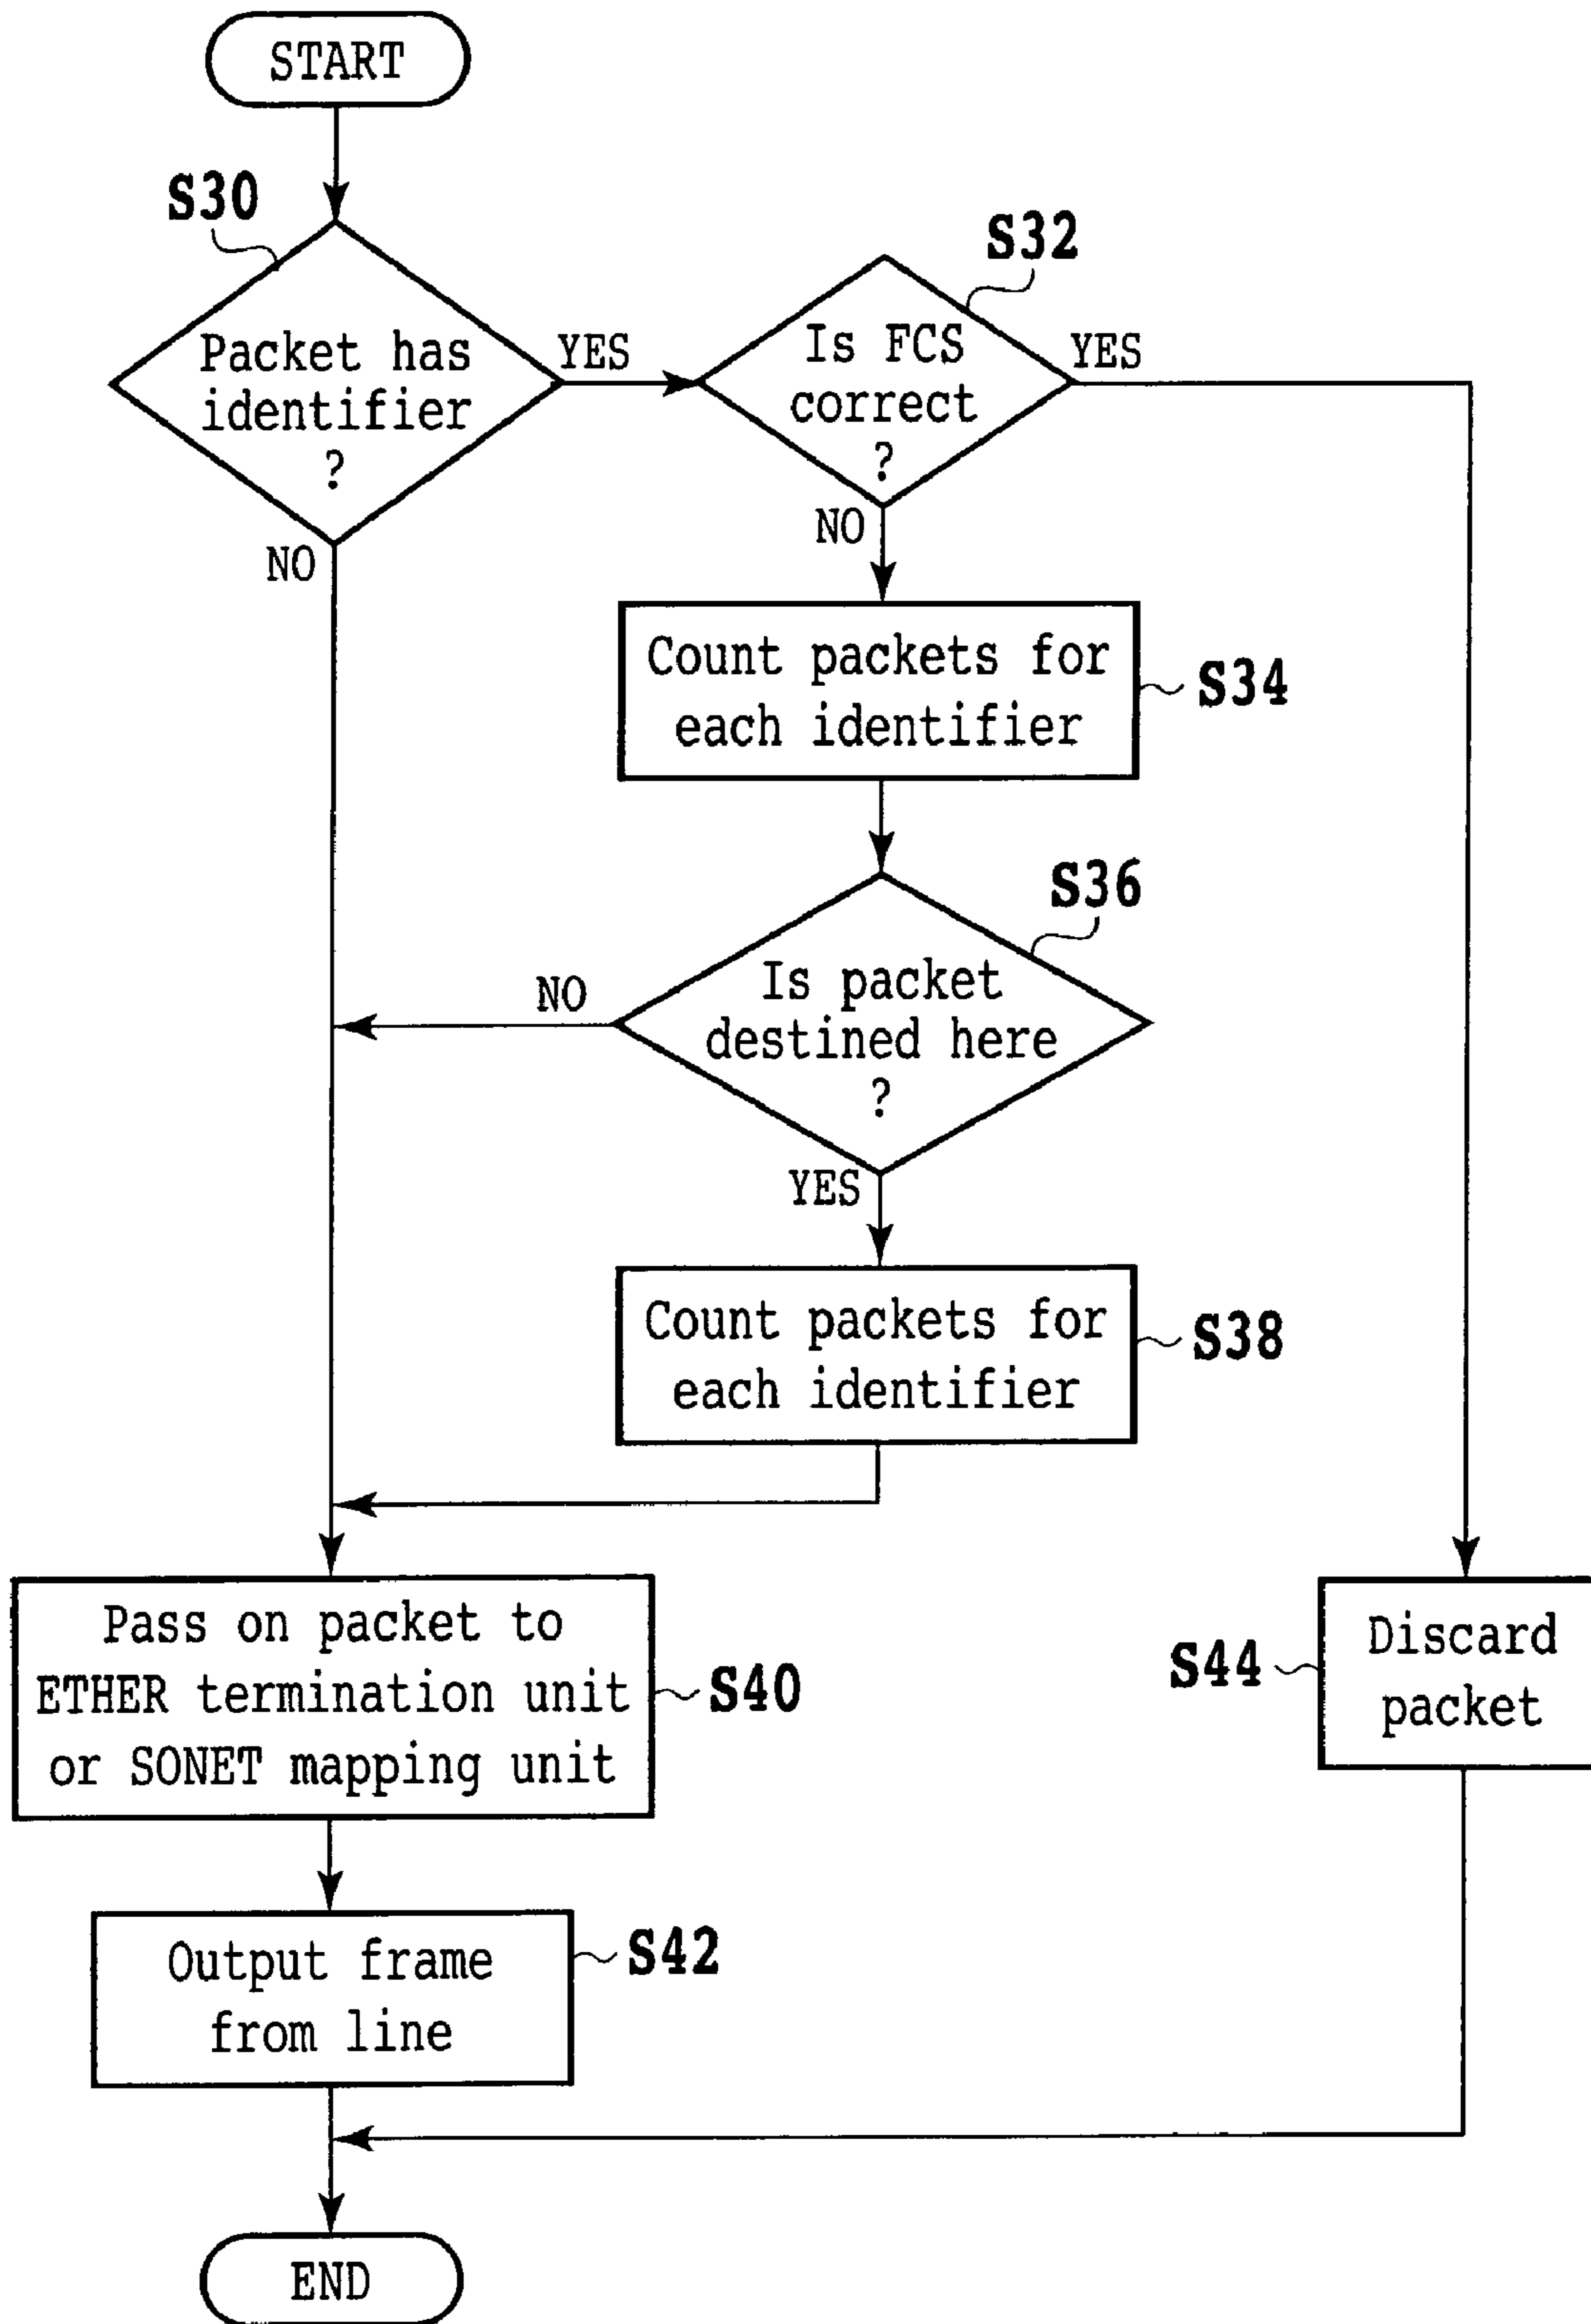 START
S30
Packet has
identifier
?
YES
NO
S32
Is FCS
correct
?
YES
NO
Count packets for
each identifier
S34
S36
Is packet
destined here
?
NO
YES
Count packets for
each identifier
S38
Pass on packet to
ETHER termination unit
or SONET mapping unit
S40
S44
Discard
packet
Output frame
from line
S42
END